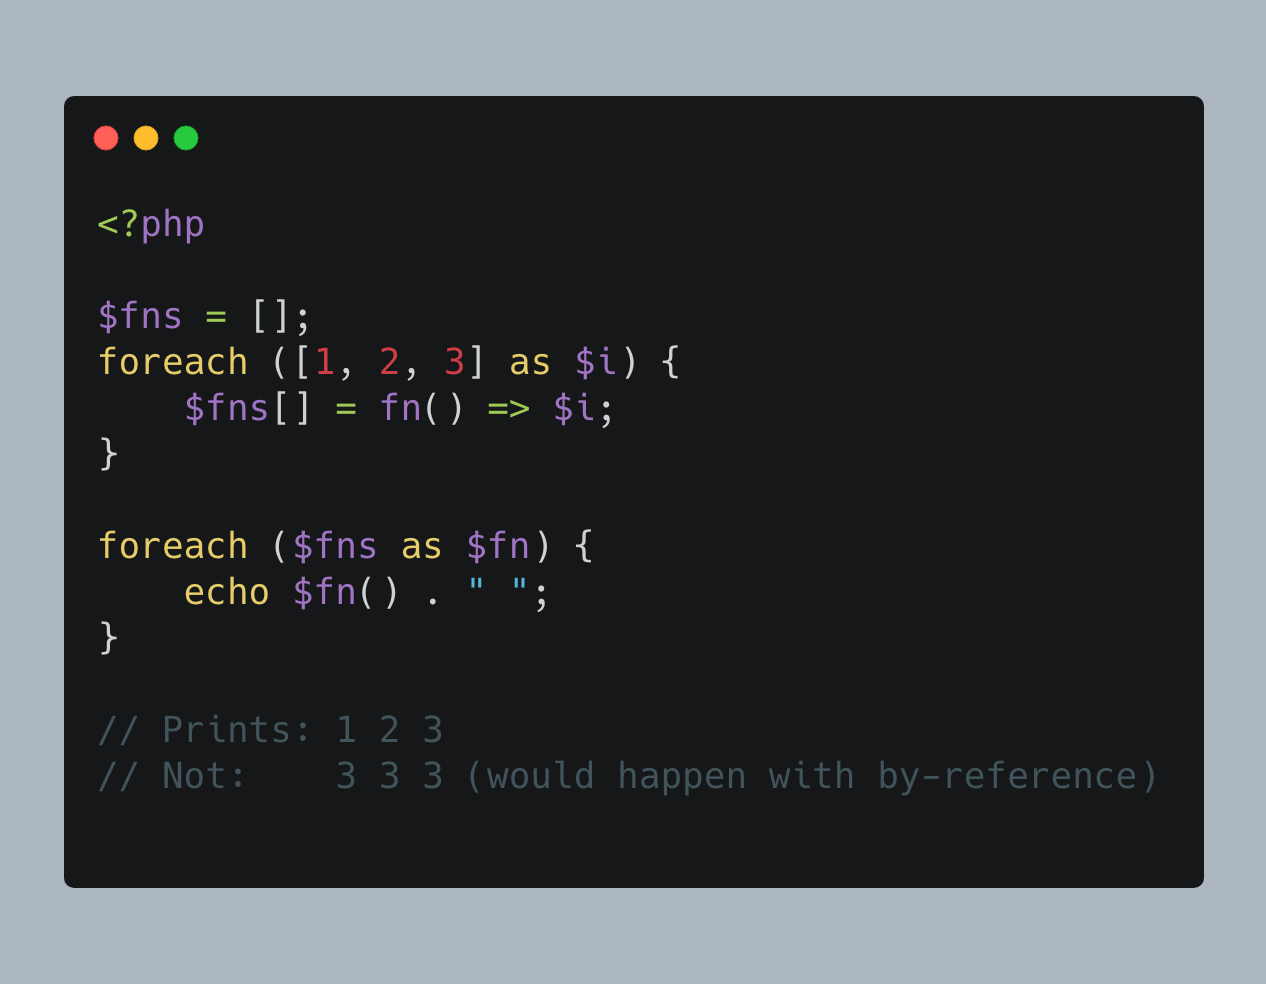 <?php

$fns = [];
foreach ([1, 2, 3] as $i) {
    $fns[] = fn() => $i;
}

foreach ($fns as $fn) {
    echo $fn() . " ";
}

// Prints: 1 2 3
// Not:    3 3 3 (would happen with by-reference)